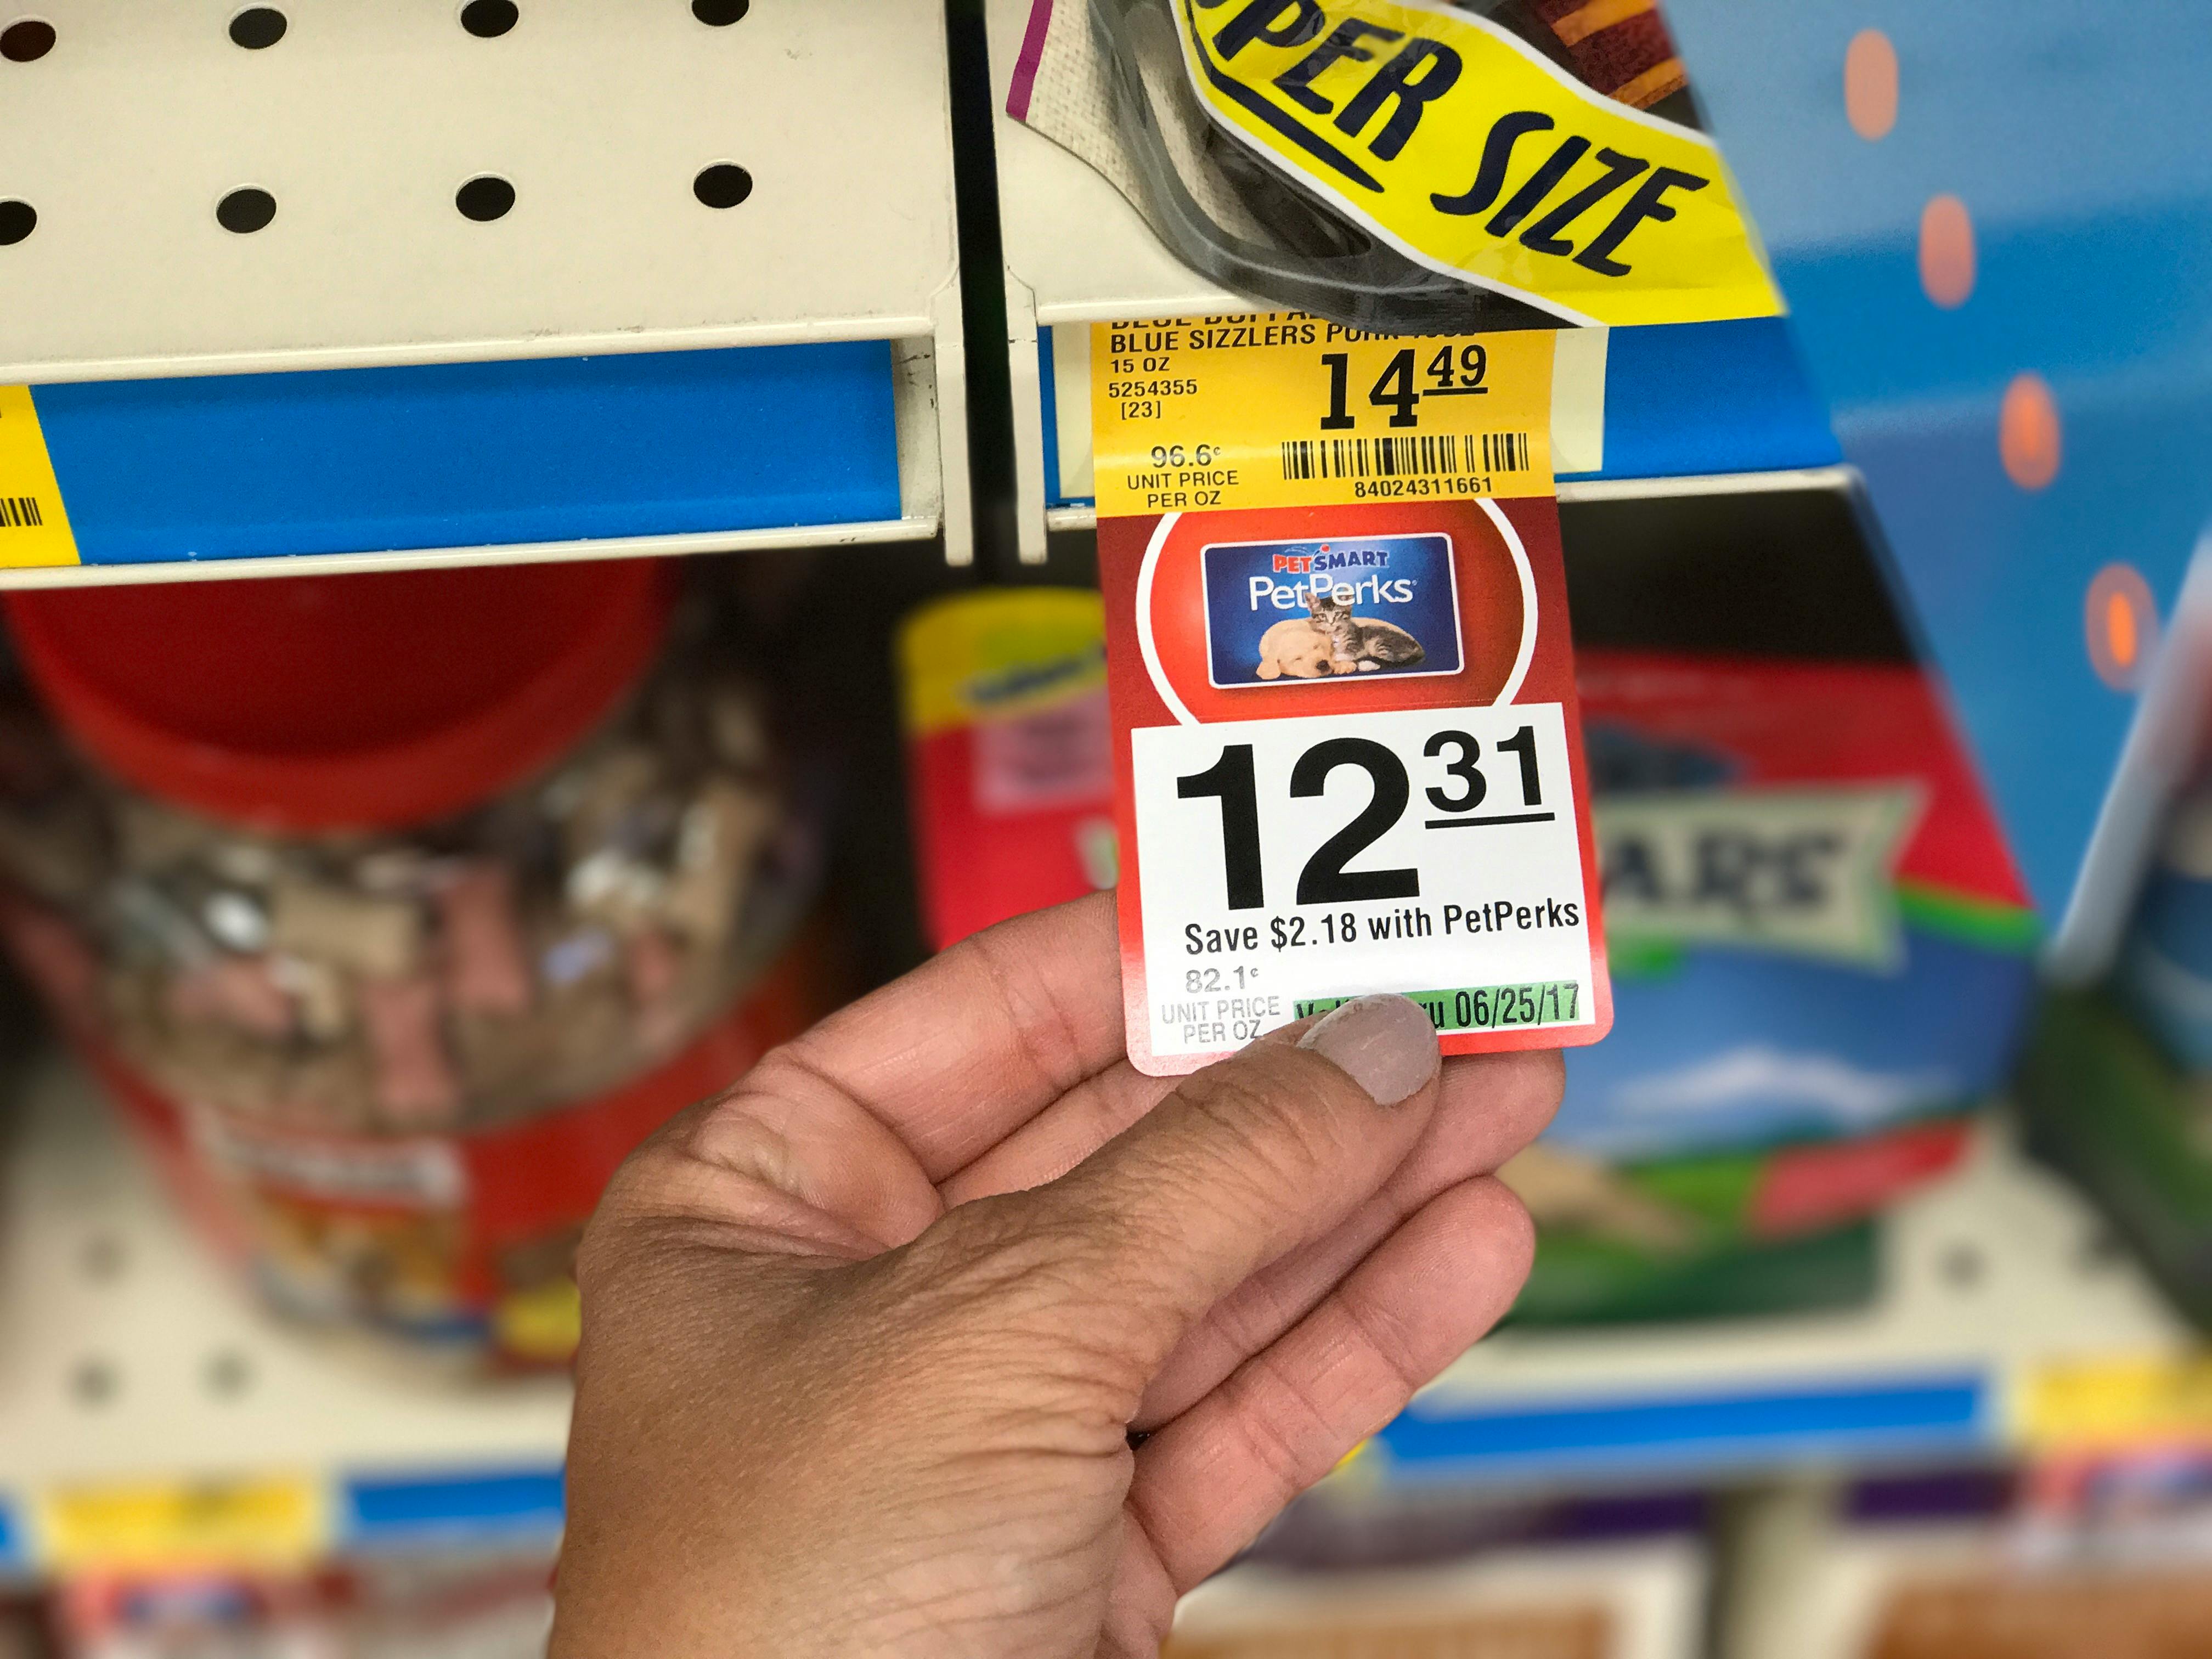 PER SIZE
BLUE SIZZLERS
15 OZ
5254355
[23]
14 49
96.6¢
UNIT PRICE
PER OZ
84024311661
PETSMART
PetPerks
12 31
Save $2.18 with PetPerks
82.1¢
UNIT PRICE
PER OZ
06/25/17